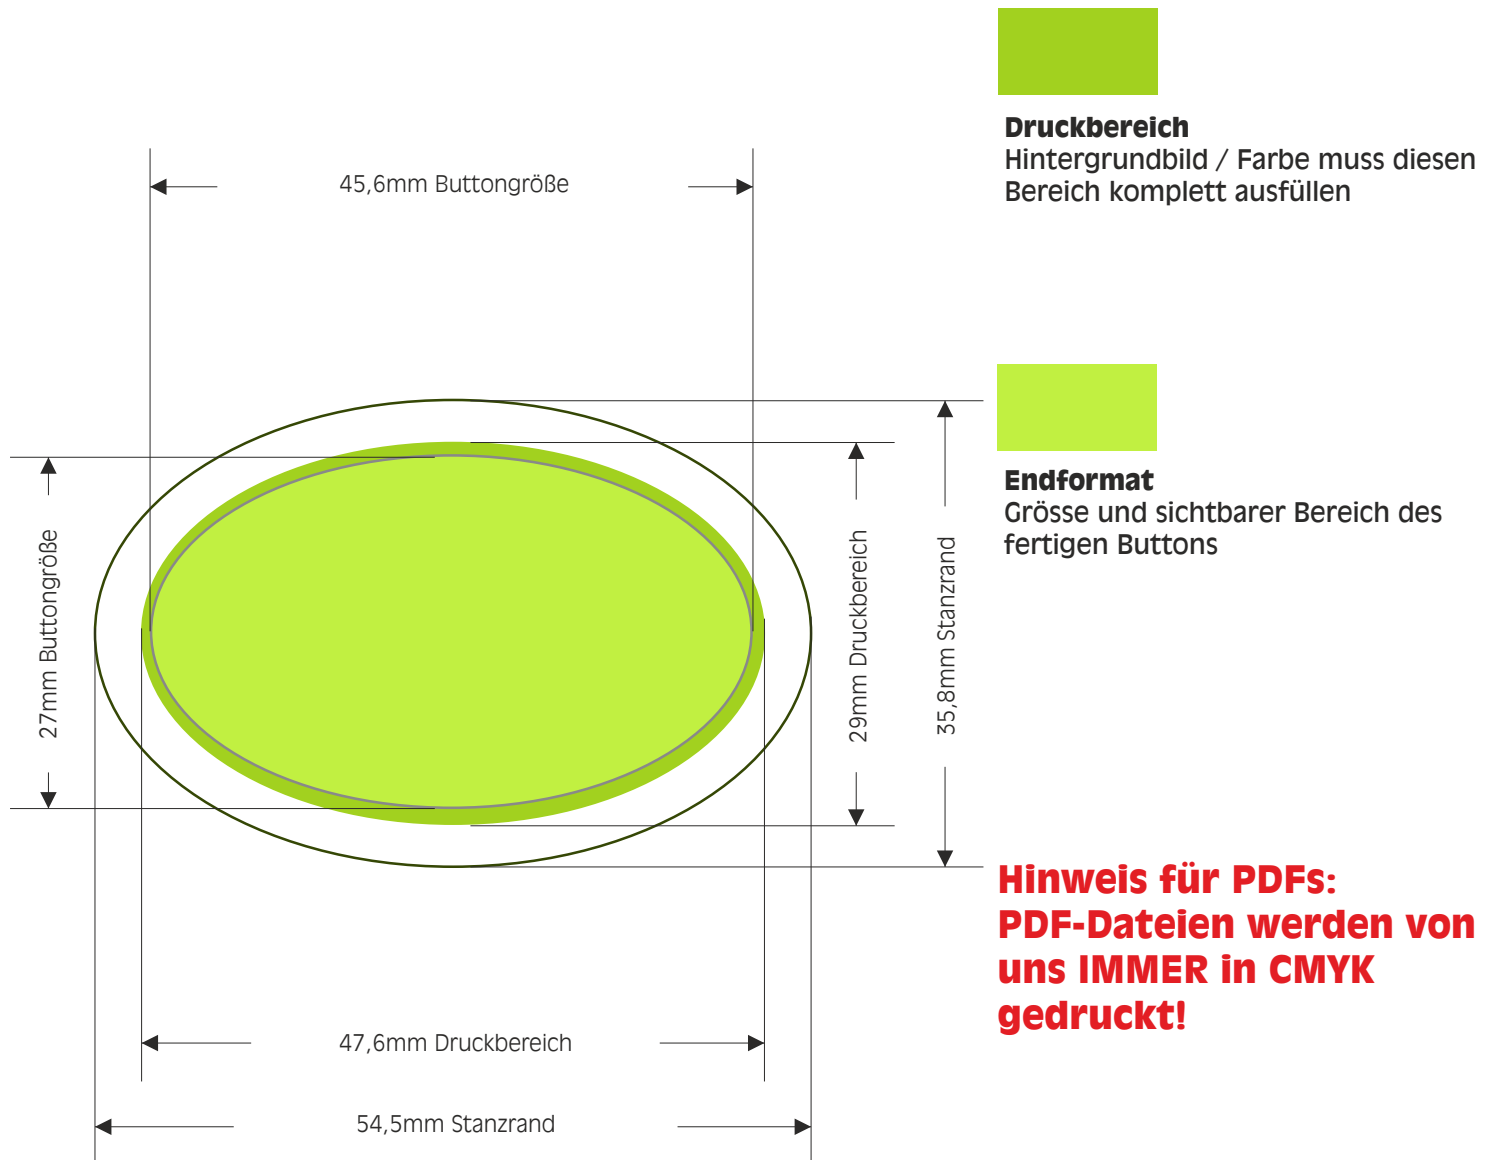 Druckbereich
Hintergrundbild / Farbe muss diesen
Bereich komplett ausfüllen
45,6mm Buttongröße
Endformat
Grösse und sichtbarer Bereich des
fertigen Buttons
27mm Buttongröße
29mm Druckbereich
35,8mm Stanzrand
Hinweis für PDFs:
PDF-Dateien werden von
uns IMMER in CMYK
gedruckt!
47,6mm Druckbereich
54,5mm Stanzrand